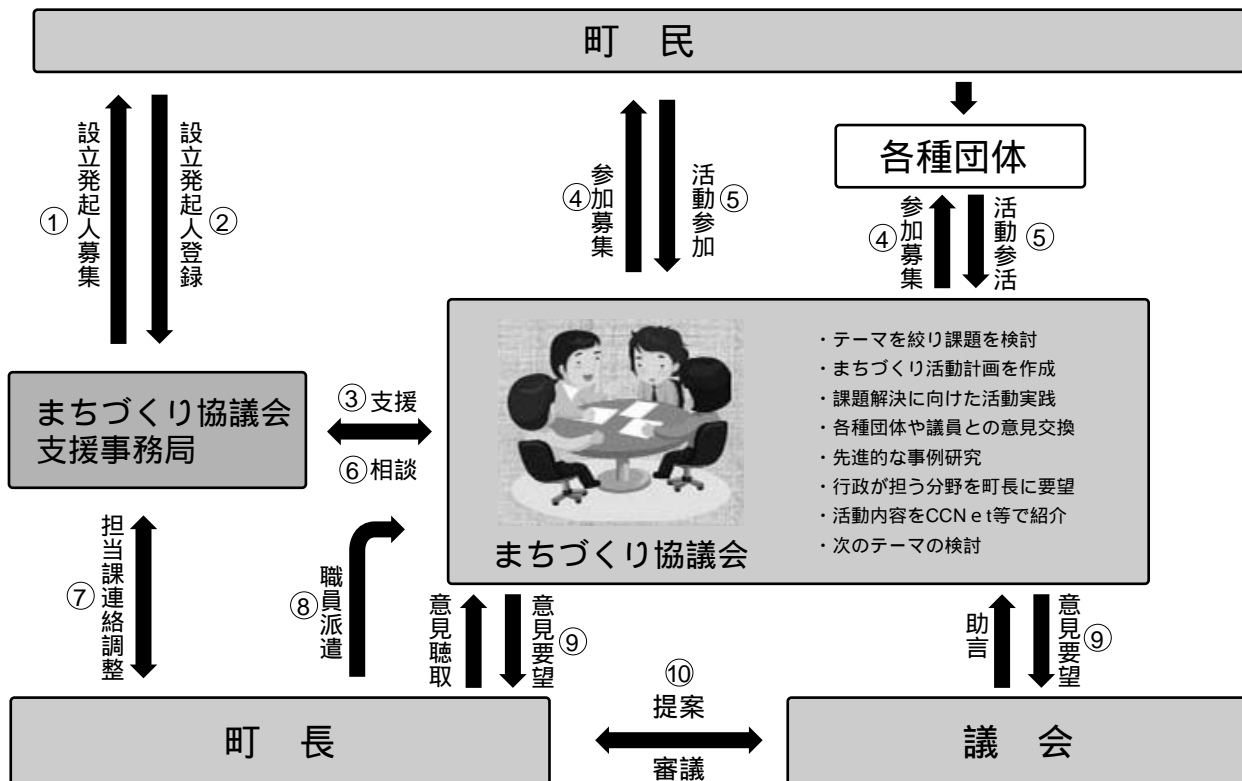 町 民
各種団体
① 設立発起人募集
設立発起人登録 ②
④ 参加募集
活動参加 ⑤
④ 参加募集
活動参活 ⑤
まちづくり協議会
支援事務局
③支援
⑥相談
・テーマを絞り課題を検討
・まちづくり活動計画を作成
・課題解決に向けた活動実践
・各種団体や議員との意見交換
・先進的な事例研究
・行政が担う分野を町長に要望
・活動内容をCCNet等で紹介
・次のテーマの検討
まちづくり協議会
⑦ 担当課連絡調整
⑧ 職員派遣
意見聴取
意見要望 ⑨
助言
意見要望 ⑨
⑩
提案
審議
町 長
議 会